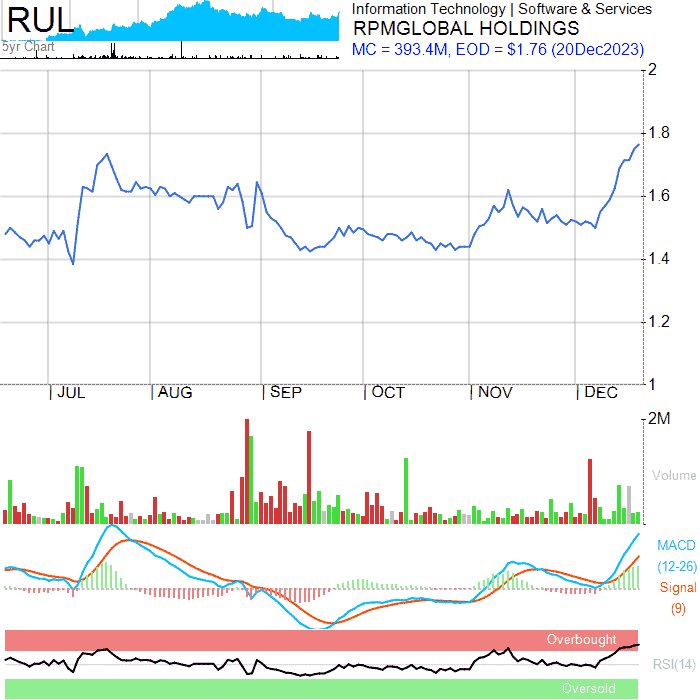 RUL
5yr Chart
Information Technology | Software & Services
RPMGLOBAL HOLDINGS
MC = 393.4M, EOD = $1.76 (20Dec2023)
2
1.8
1.6
1.4
1.2
1
JUL
AUG
SEP
OCT
NOV
DEC
2M
Volume
MACD
(12-26)
Signal
(9)
Overbought
RSI(14)
Oversold